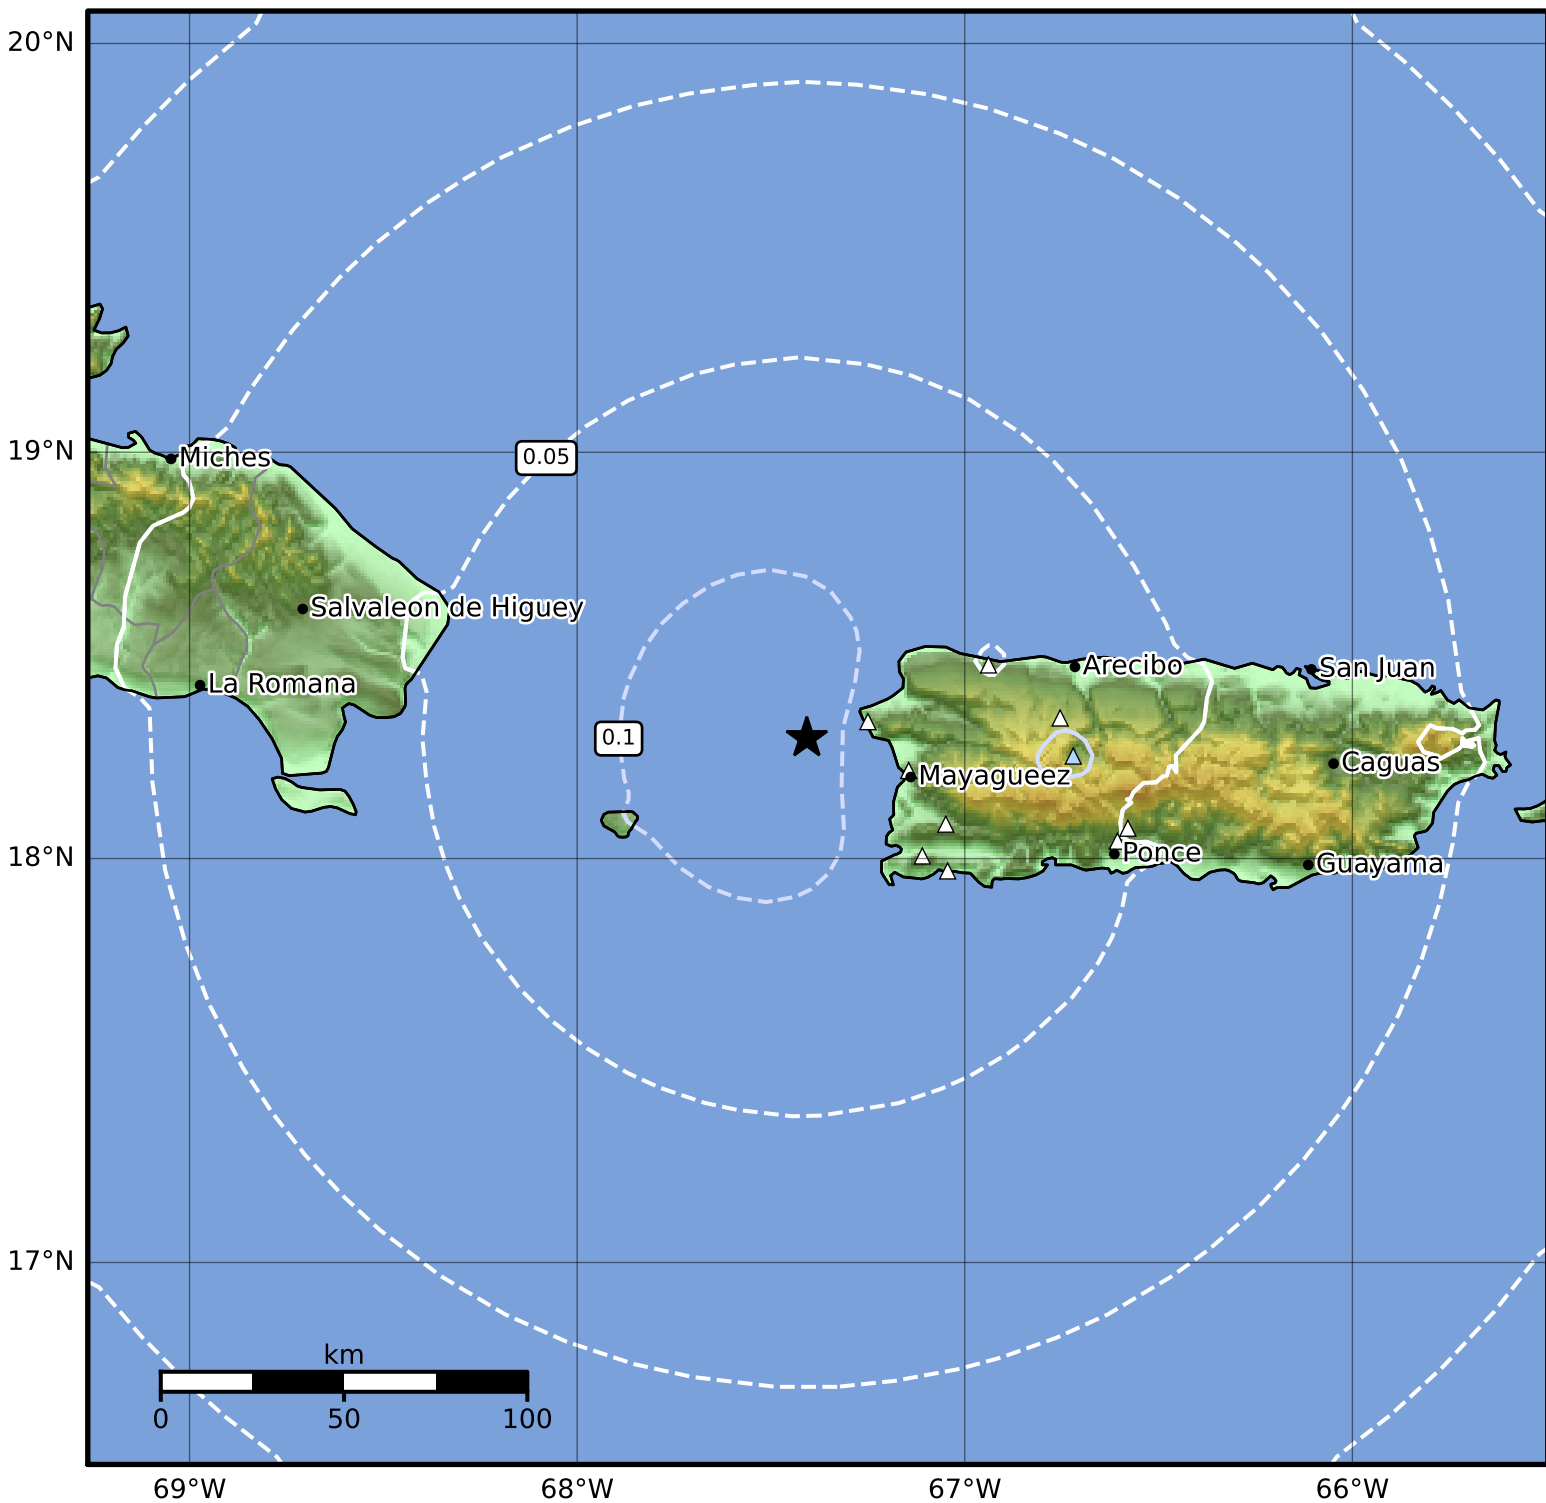 20°N
19°N
18°N
17°N
Miches
0.05
Salvaleon de Higuey
La Romana
Arecibo
San Juan
0.1
Mayagueez
Caguas
Ponce
Guayama
km
0 50 100
69°W 68°W 67°W 66°W